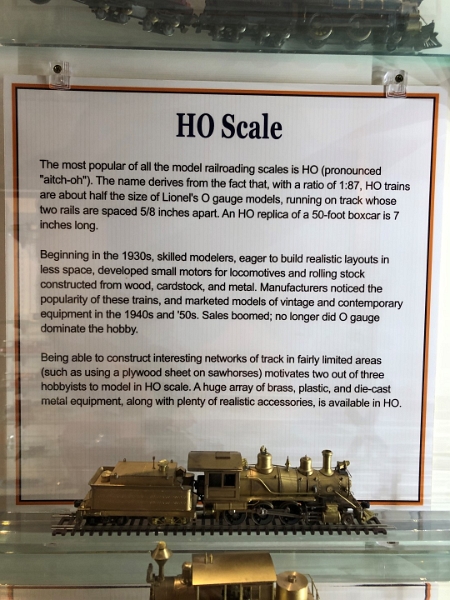 HO Scale
The most popular of all the model railroading scales is HO (pronounced
"aitch-oh"). The name derives from the fact that, with a ratio of 1:87, HO trains
are about half the size of Lionel's O gauge models, running on track whose
two rails are spaced 5/8 inches apart. An HO replica of a 50-foot boxcar is 7
inches long.
Beginning in the 1930s, skilled modelers, eager to build realistic layouts in
less space, developed small motors for locomotives and rolling stock
constructed from wood, cardstock, and metal. Manufacturers noticed the
popularity of these trains, and marketed models of vintage and contemporary
equipment in the 1940s and '50s. Sales boomed; no longer did O gauge
dominate the hobby.
Being able to construct interesting networks of track in fairly limited areas
(such as using a plywood sheet on sawhorses) motivates two out of three
hobbyists to model in HO scale. A huge array of brass, plastic, and die-cast
metal equipment, along with plenty of realistic accessories, is available in HO.